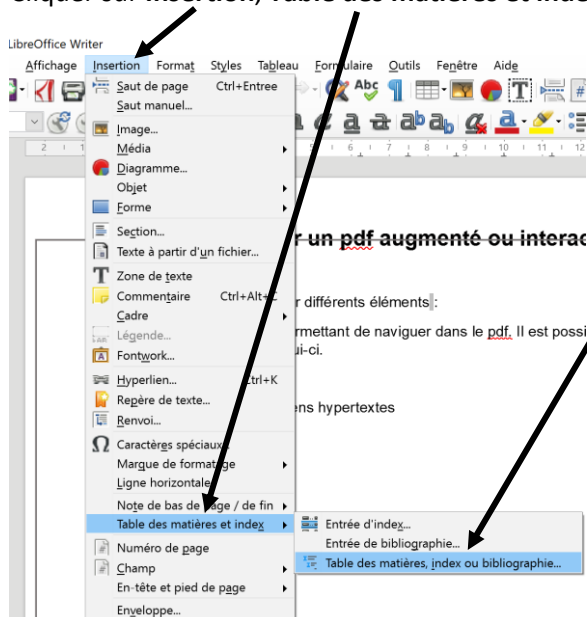 Cliquer sur Insertion, Table des matières et inde
LibreOffice Writer
Affichage Insertion Format Styles Tableau Formulaire Outils Fenêtre Aide
Saut de page Ctrl+Entree
Saut manuel...
Image...
Média
Diagramme...
Objet
Forme
Section...
Texte à partir d'un fichier...
r un pdf augmenté ou interac
Zone de texte
Commentaire Ctrl+Alt+C
r différents éléments :
Cadre
Légende...
rmettant de naviguer dans le pdf. Il est possi
Fontwork...
ui-ci.
Hyperlien... Ctrl+K
Repère de texte...
Renvoi...
ens hypertextes
Caractères spéciaux...
Marque de formatage
Ligne horizontale
Note de bas de page / de fin
Table des matières et index
Entrée d'index...
Entrée de bibliographie...
Table des matières, index ou bibliographie...
Numéro de page
Champ
En-tête et pied de page
Enveloppe...